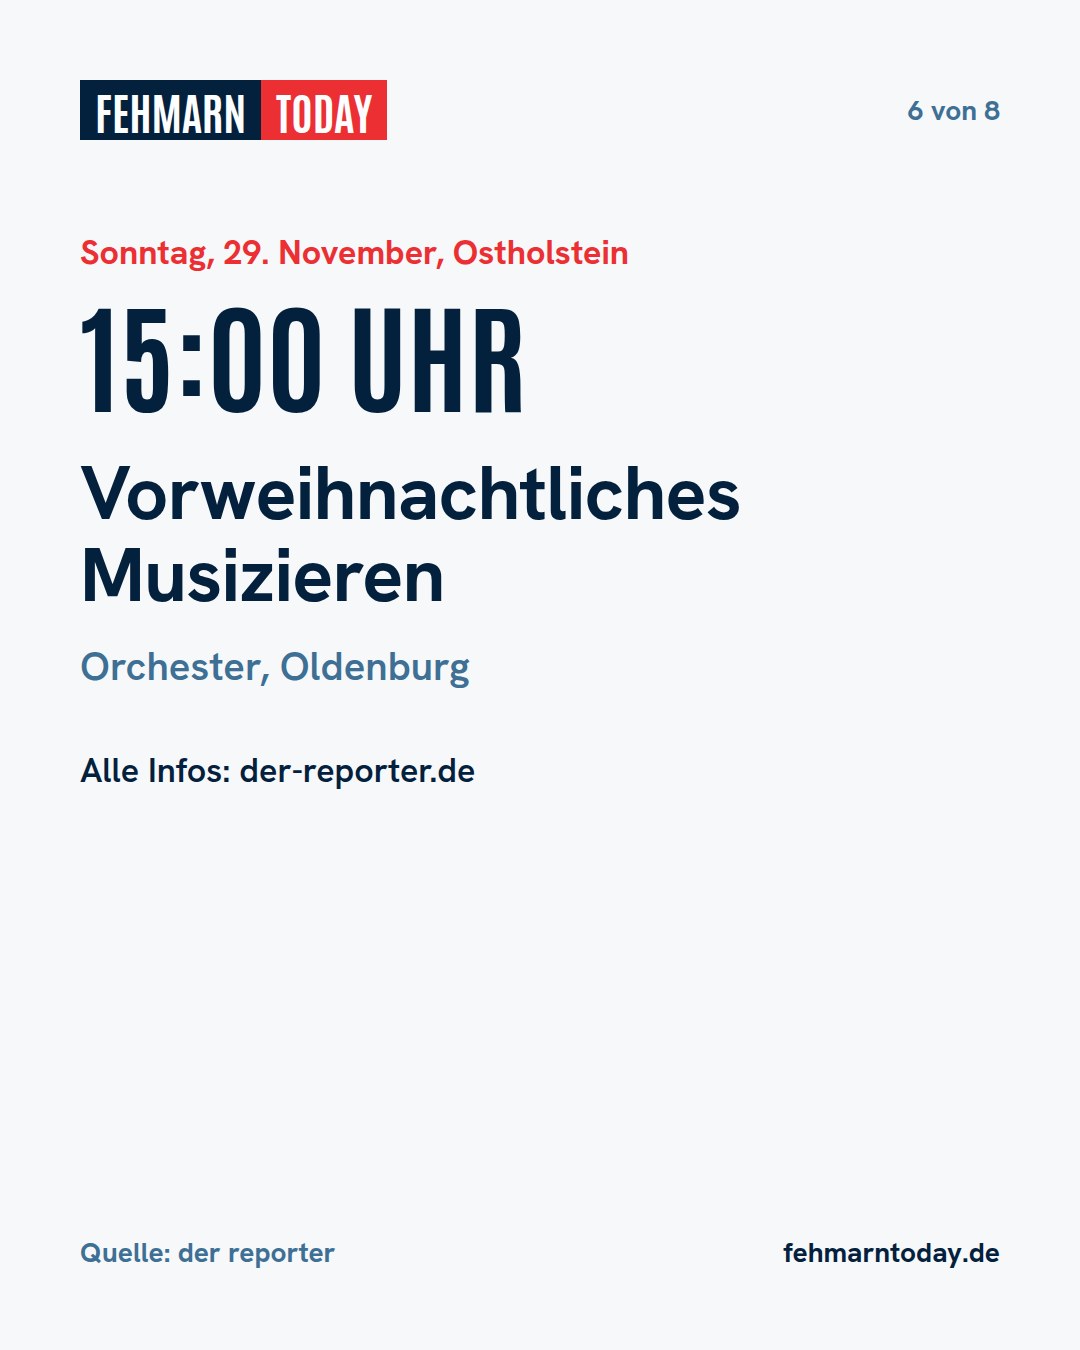 FEHMARN TODAY
6 von 8
Sonntag, 29. November, Ostholstein
15:00 UHR
Vorweihnachtliches
Musizieren
Orchester, Oldenburg
Alle Infos: der-reporter.de
Quelle: der reporter
fehmarntoday.de